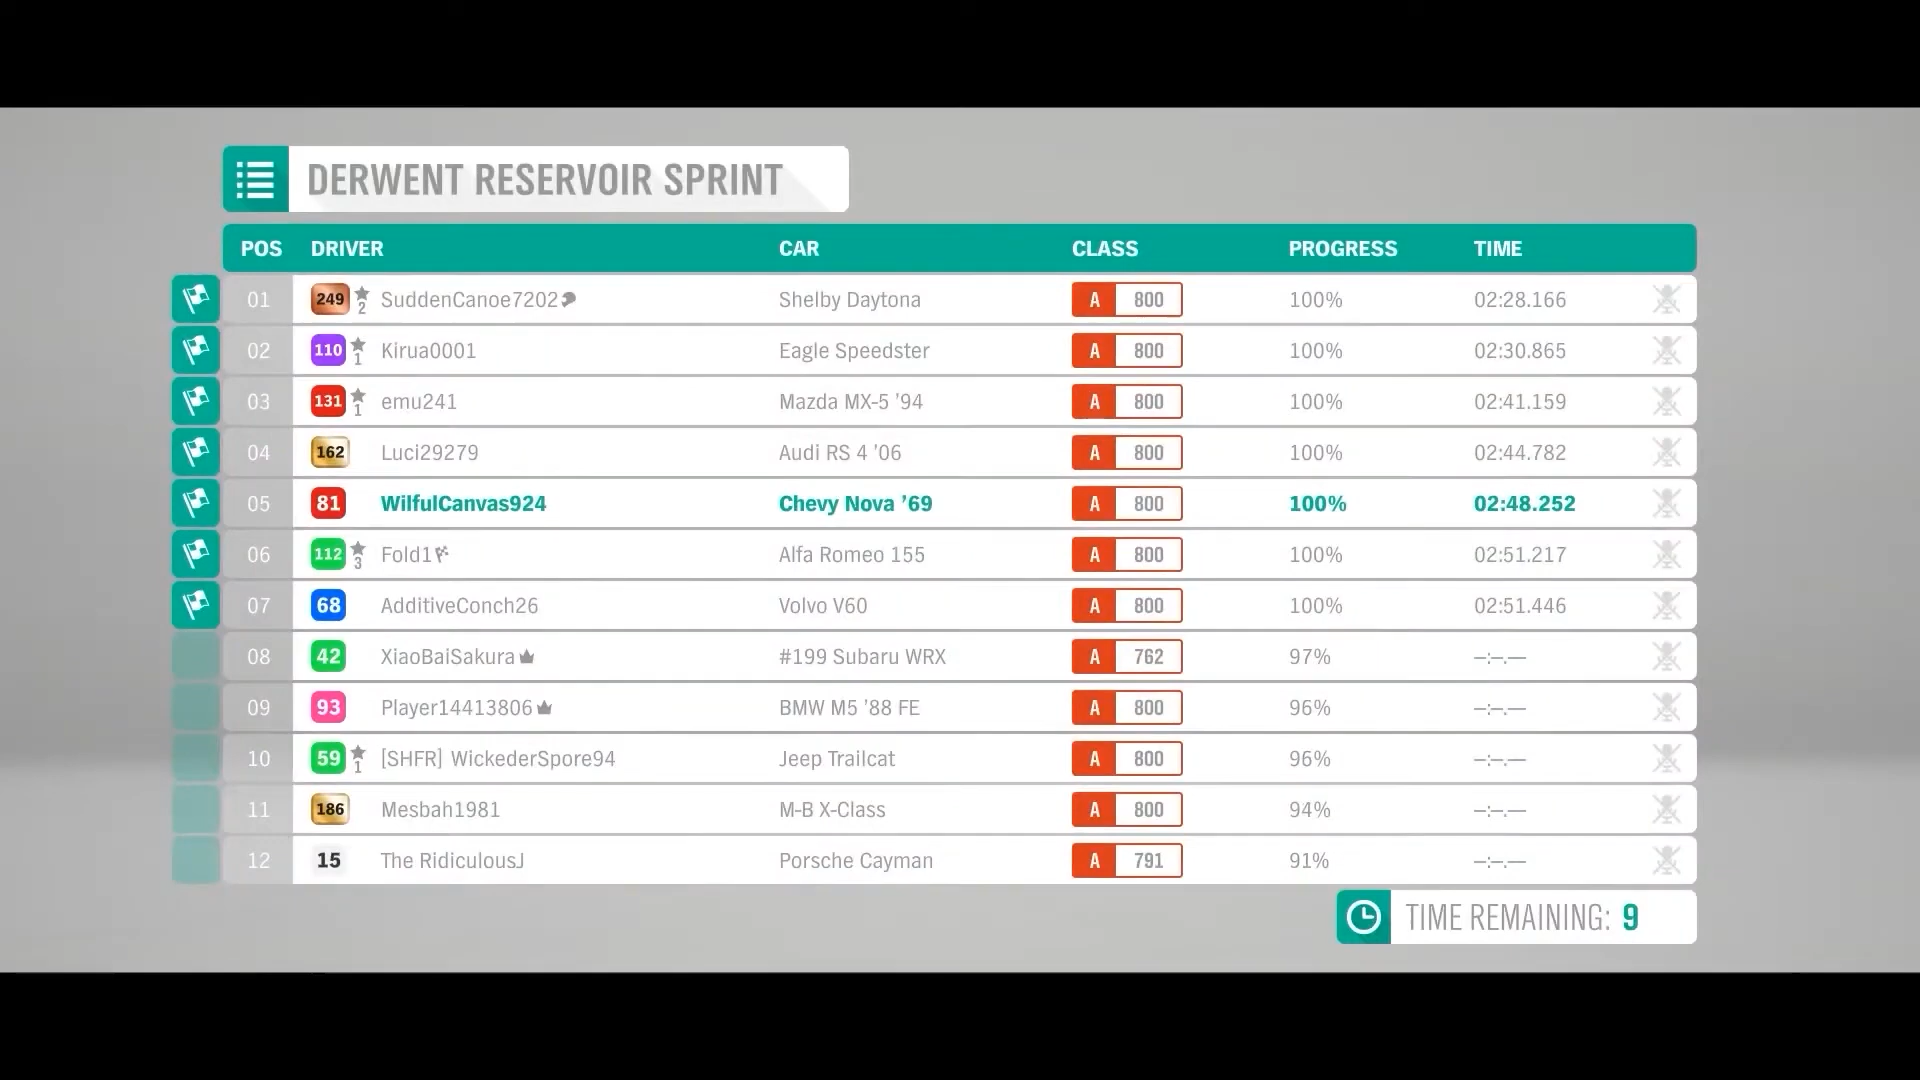 DERWENT RESERVOIR SPRINT
POS DRIVER CAR CLASS PROGRESS TIME
01 249 2 SuddenCanoe7202 Shelby Daytona A 800 100% 02:28.166
02 110 1 Kirua0001 Eagle Speedster A 800 100% 02:30.865
03 131 1 emu241 Mazda MX-5 ’94 A 800 100% 02:41.159
04 162 Luci29279 Audi RS 4 ’06 A 800 100% 02:44.782
05 81 WilfulCanvas924 Chevy Nova ’69 A 800 100% 02:48.252
06 112 3 Fold1 Alfa Romeo 155 A 800 100% 02:51.217
07 68 AdditiveConch26 Volvo V60 A 800 100% 02:51.446
08 42 XiaoBaiSakura #199 Subaru WRX A 762 97% –:–.––
09 93 Player14413806 BMW M5 ’88 FE A 800 96% –:–.––
10 59 1 [SHFR] WickederSpore94 Jeep Trailcat A 800 96% –:–.––
11 186 Mesbah1981 M-B X-Class A 800 94% –:–.––
12 15 The RidiculousJ Porsche Cayman A 791 91% –:–.––
TIME REMAINING: 9